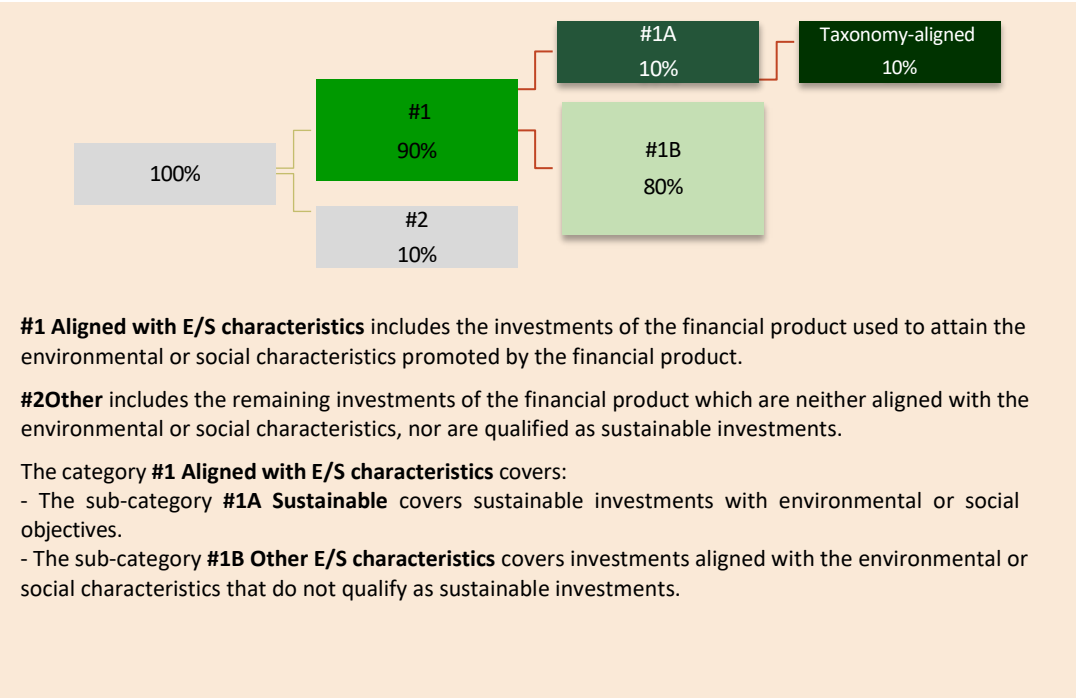 #1A
10%
Taxonomy-aligned
10%
#1
90%
#1B
80%
100%
#2
10%
#1 Aligned with E/S characteristics includes the investments of the financial product used to attain the
environmental or social characteristics promoted by the financial product.
#2Other includes the remaining investments of the financial product which are neither aligned with the
environmental or social characteristics, nor are qualified as sustainable investments.
The category #1 Aligned with E/S characteristics covers:
- The sub-category #1A Sustainable covers sustainable investments with environmental or social
objectives.
- The sub-category #1B Other E/S characteristics covers investments aligned with the environmental or
social characteristics that do not qualify as sustainable investments.